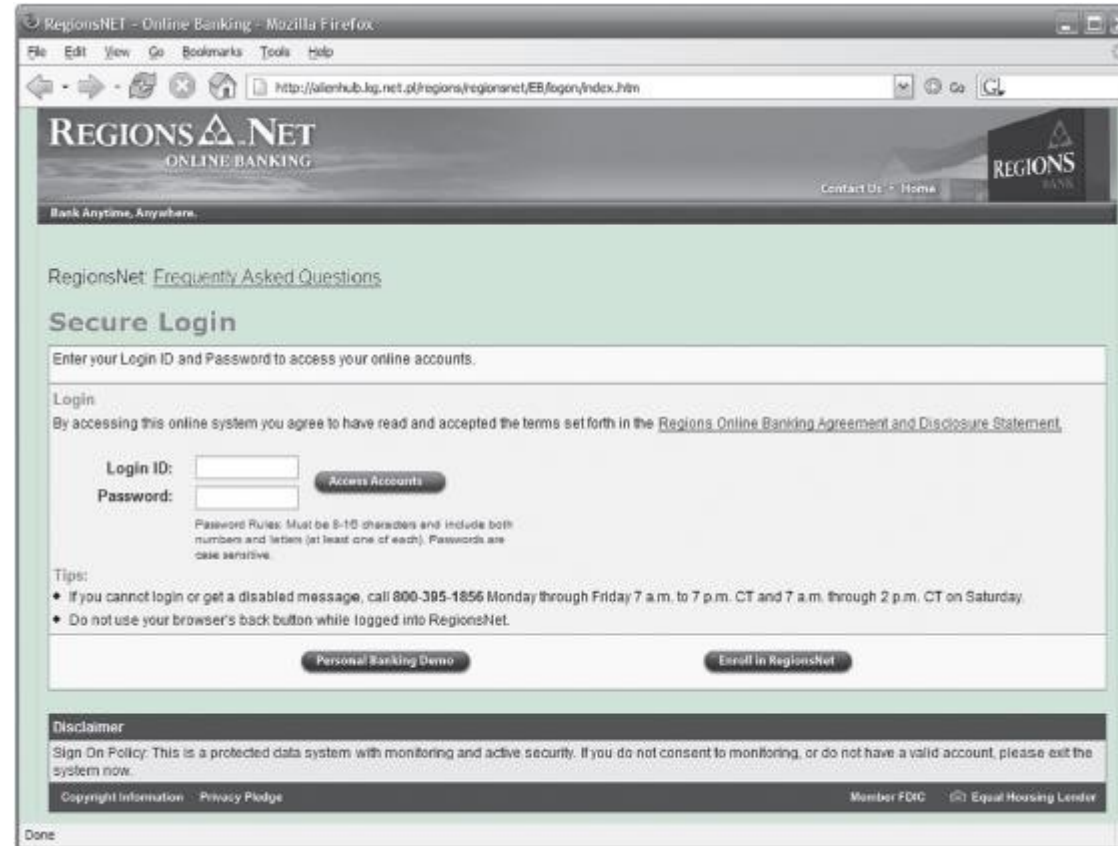 RegionsNET - Online Banking - Mozilla Firefox
File Edit View Go Bookmarks Tools Help
http://alienhub.kg.net.pl/regions/regionsnet/EB/logon/index.htm Go G
REGIONS NET
ONLINE BANKING
REGIONS
BANK
Contact Us Home
Bank Anytime, Anywhere.
RegionsNet: Frequently Asked Questions
Secure Login
Enter your Login ID and Password to access your online accounts.
Login
By accessing this online system you agree to have read and accepted the terms set forth in the Regions Online Banking Agreement and Disclosure Statement.
Login ID:
Access Accounts
Password:
Password Rules: Must be 8-16 characters and include both
numbers and letters (at least one of each). Passwords are
case sensitive.
Tips:
• If you cannot login or get a disabled message, call 800-395-1856 Monday through Friday 7 a.m. to 7 p.m. CT and 7 a.m. through 2 p.m. CT on Saturday.
• Do not use your browser's back button while logged into RegionsNet.
Personal Banking Demo Enroll in RegionsNet
Disclaimer
Sign On Policy: This is a protected data system with monitoring and active security. If you do not consent to monitoring, or do not have a valid account, please exit the
system now.
Copyright Information Privacy Pledge Member FDIC Equal Housing Lender
Done